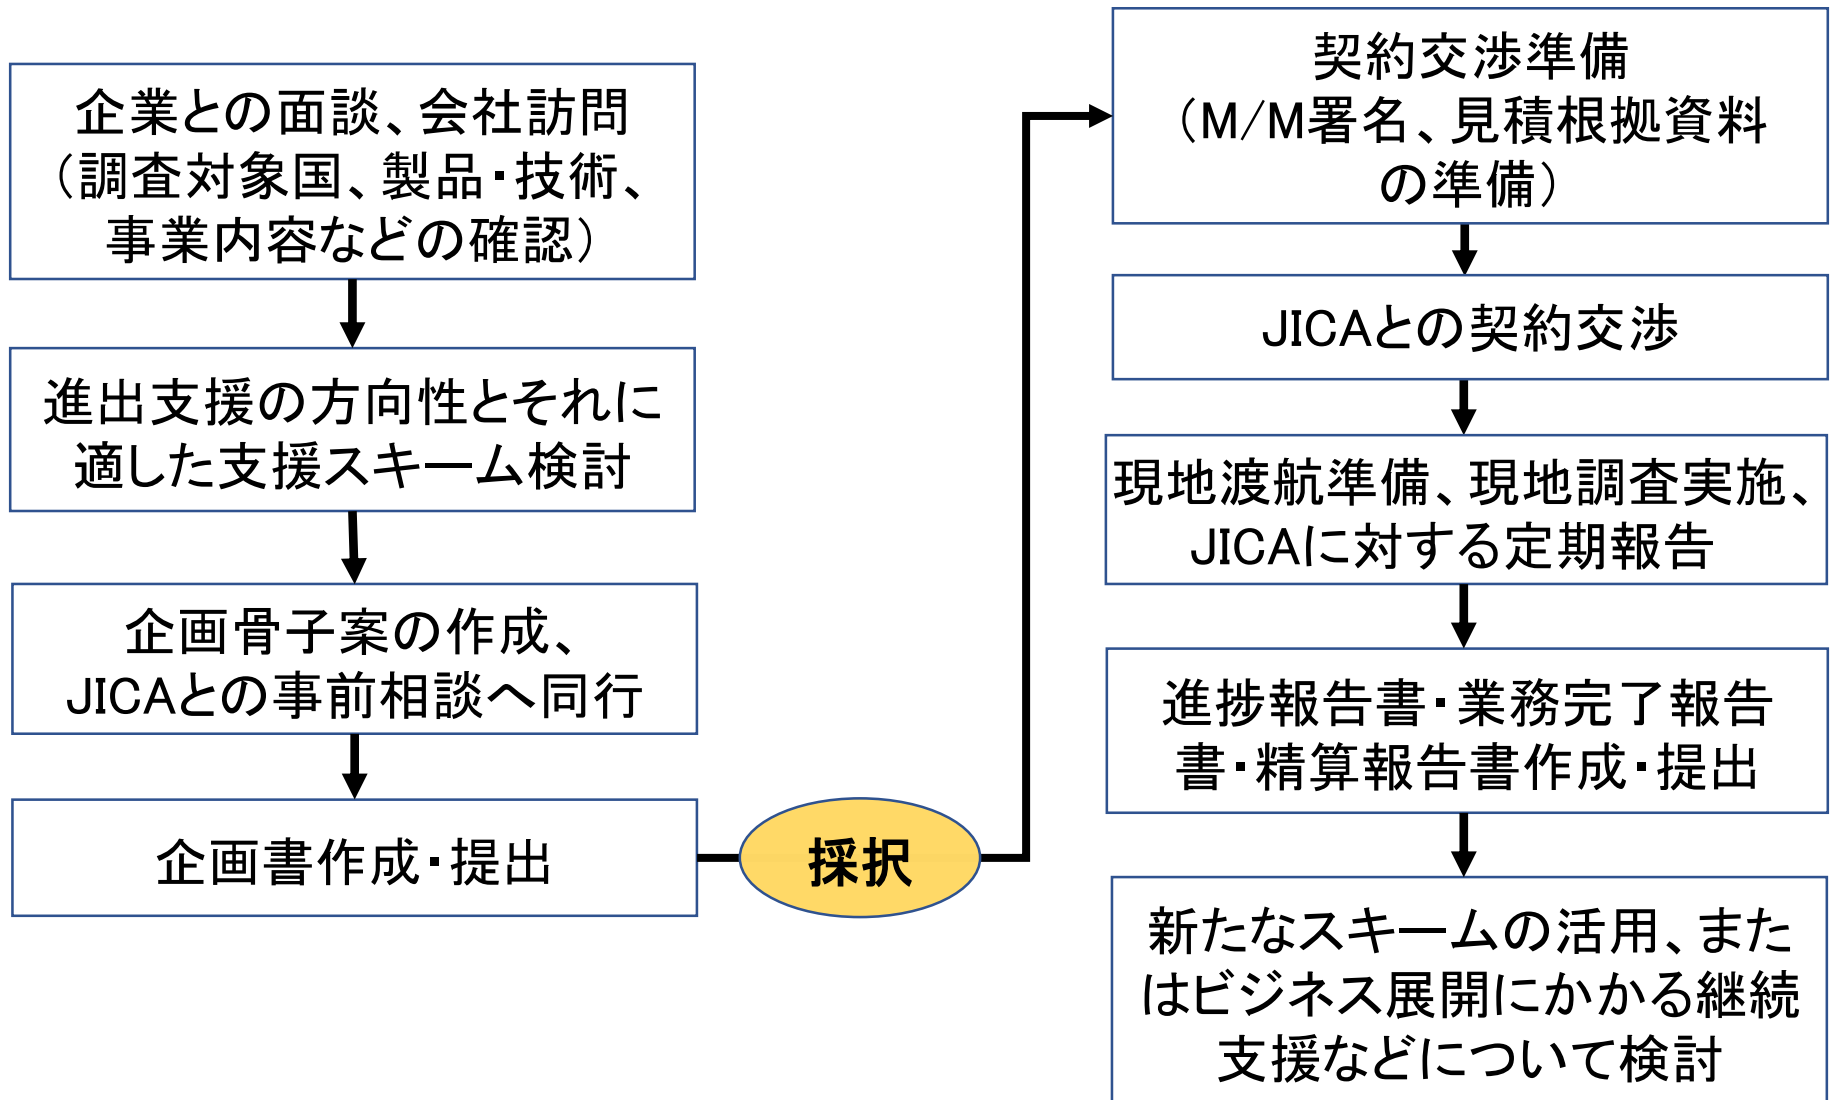 企業との面談、会社訪問
（調査対象国、製品・技術、
事業内容などの確認）
進出支援の方向性とそれに
適した支援スキーム検討
企画骨子案の作成、
JICAとの事前相談へ同行
企画書作成・提出
採択
契約交渉準備
（M/M署名、見積根拠資料
の準備）
JICAとの契約交渉
現地渡航準備、現地調査実施、
JICAに対する定期報告
進捗報告書・業務完了報告
書・精算報告書作成・提出
新たなスキームの活用、また
はビジネス展開にかかる継続
支援などについて検討